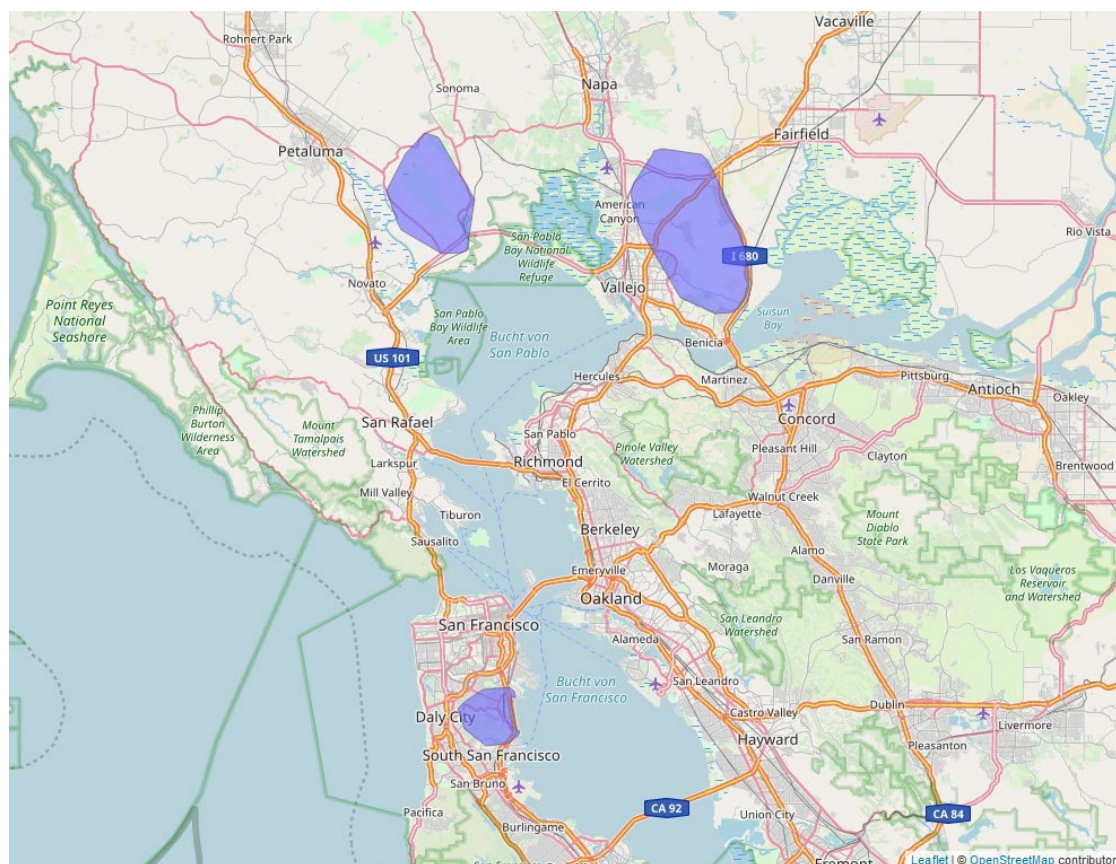 Vacaville
Rohnert Park
Sonoma
Napa
Fairfield
Petaluma
American
Canyon
Rio Vista
San Pablo
Bay National
Wildlife
Refuge
I 680
Novato
Vallejo
Point Reyes
National
Seashore
San Pablo
Bay Wildlife
Area
Bucht von
San Pablo
Suisun
Bay
Benicia
US 101
Hercules
Martinez
Pittsburg
Antioch
Oakley
Phillip
Burton
Wilderness
Area
Mount
Tamalpais
Watershed
San Rafael
San Pablo
Pinole Valley
Watershed
Concord
Pleasant Hill
Clayton
Larkspur
Richmond
El Cerrito
Brentwood
Mill Valley
Walnut Creek
Tiburon
Lafayette
Mount
Diablo
State Park
Berkeley
Sausalito
Alamo
Moraga
Emeryville
Danville
Los Vaqueros
Reservoir
and Watershed
Oakland
San Francisco
San Leandro
Watershed
Alameda
San Ramon
Bucht von
San Francisco
San Leandro
Daly City
Castro Valley
Dublin
Livermore
Hayward
Pleasanton
South San Francisco
San Bruno
Pacifica
CA 92
Union City
CA 84
Burlingame
Fremont
Leaflet | © OpenStreetMap contributor